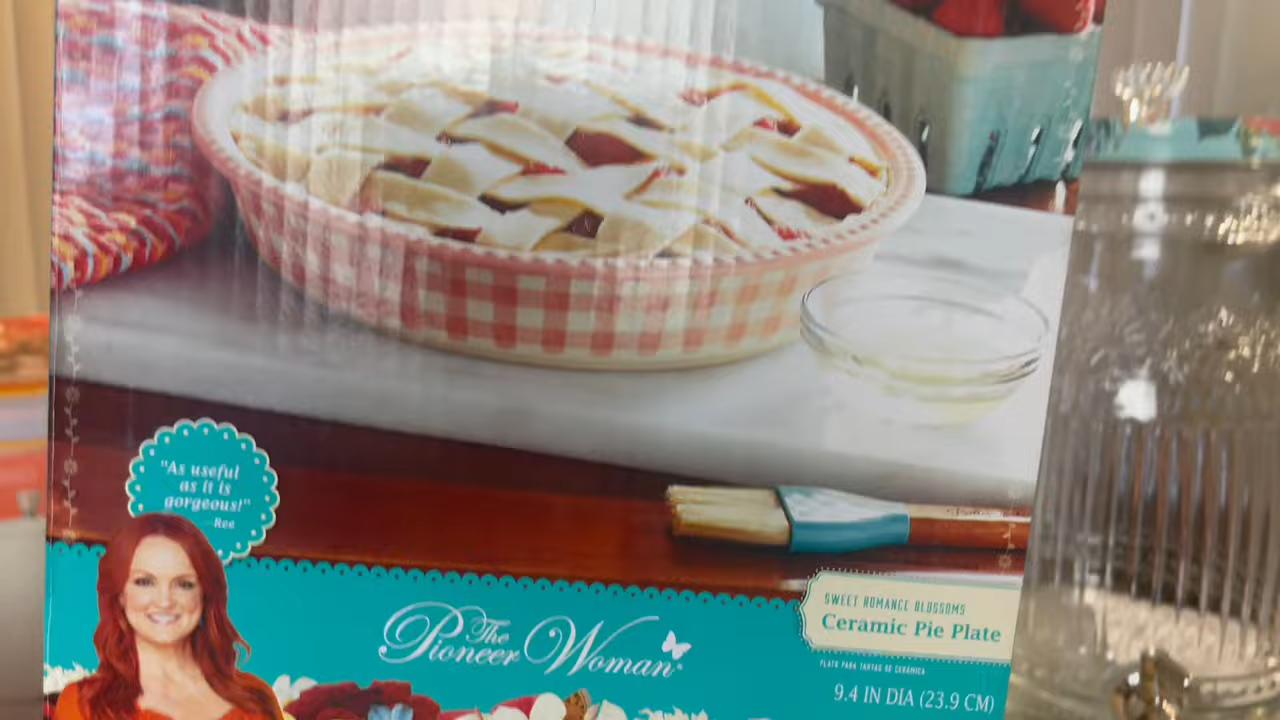 "As useful
as it is
gorgeous!"
—Ree
The
Pioneer Woman
SWEET ROMANCE BLOSSOMS
Ceramic Pie Plate
PLATO PARA TARTAS DE CERÁMICA
9.4 IN DIA (23.9 CM)